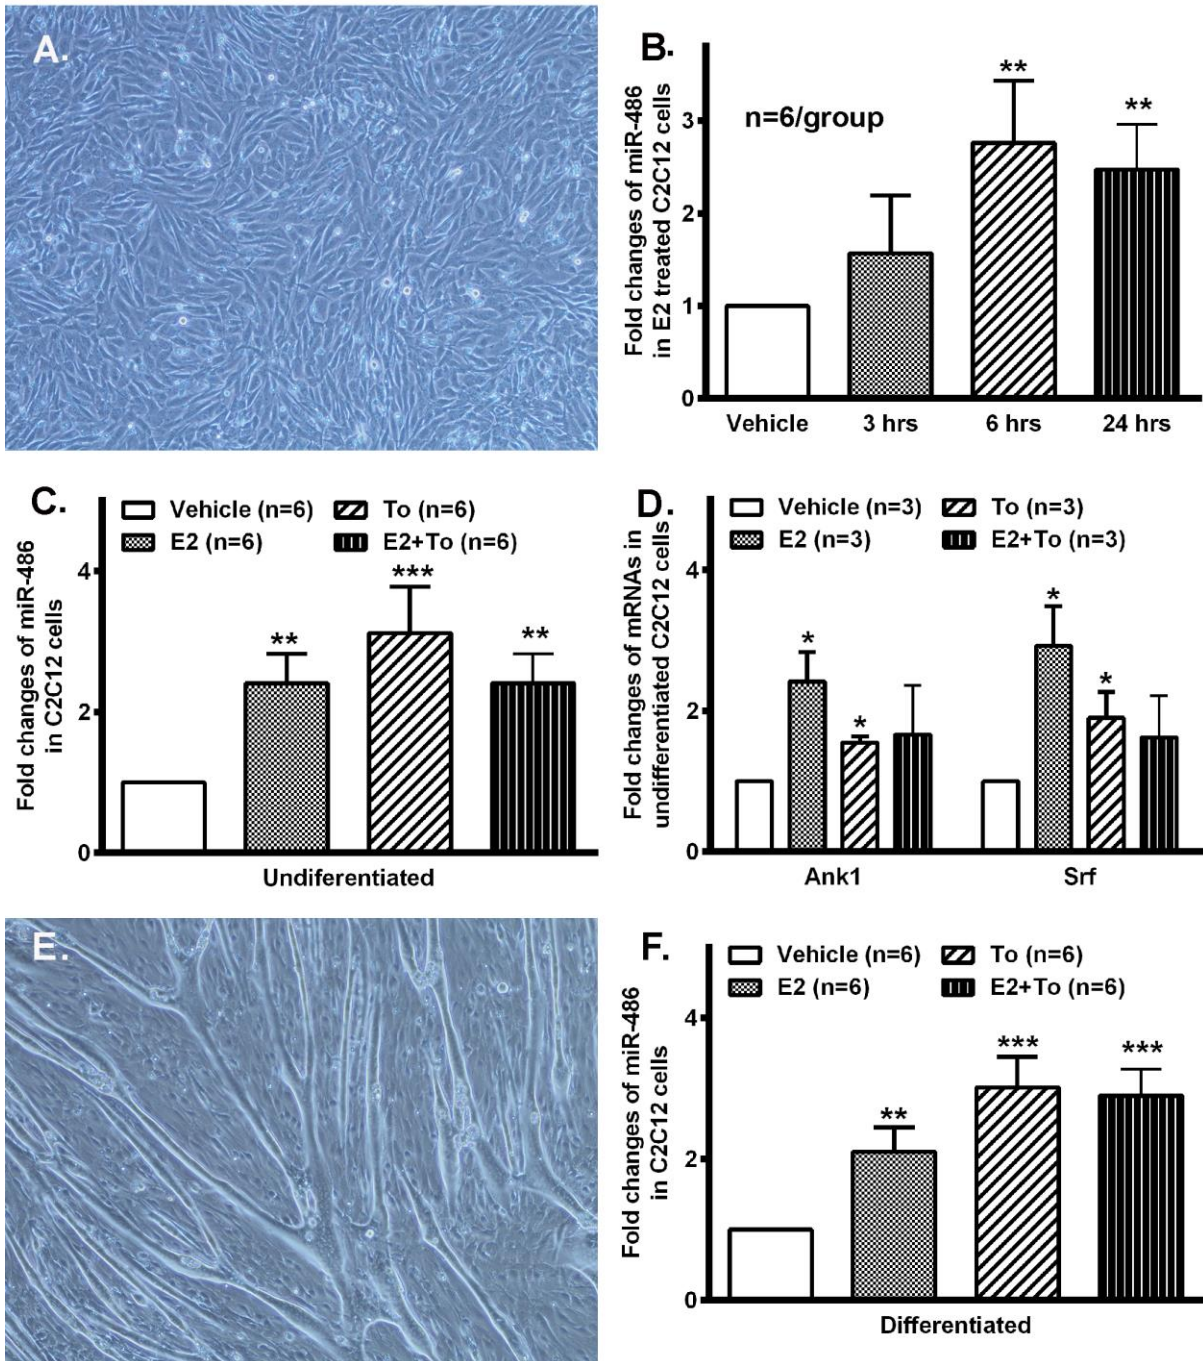 A.
B.
Fold changes of miR-486
in E2 treated C2C12 cells
n=6/group
**
**
3
2
1
0
Vehicle 3 hrs 6 hrs 24 hrs
C.
Vehicle (n=6) To (n=6)
E2 (n=6) E2+To (n=6)
Fold changes of miR-486
in C2C12 cells
4
2
0
**
***
**
Undiferentiated
D.
Vehicle (n=3) To (n=3)
E2 (n=3) E2+To (n=3)
Fold changes of mRNAs in
undifferentiated C2C12 cells
4
2
0
*
*
*
*
Ank1 Srf
E.
F.
Vehicle (n=6) To (n=6)
E2 (n=6) E2+To (n=6)
Fold changes of miR-486
in C2C12 cells
4
2
0
**
***
***
Differentiated